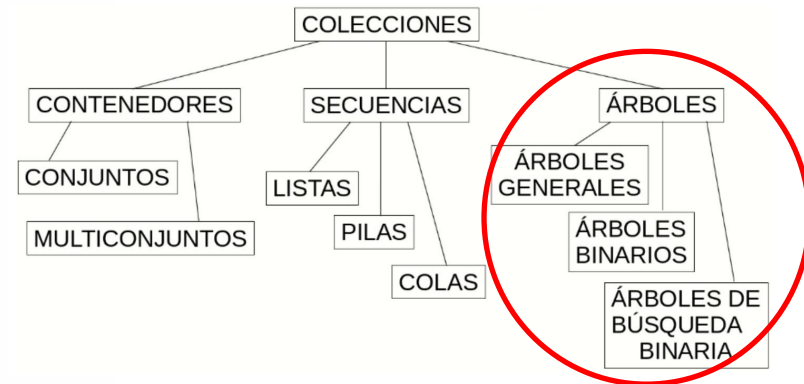 COLECCIONES
CONTENEDORES
SECUENCIAS
ÁRBOLES
CONJUNTOS
MULTICONJUNTOS
LISTAS
PILAS
COLAS
ÁRBOLES
GENERALES
ÁRBOLES
BINARIOS
ÁRBOLES DE
BÚSQUEDA
BINARIA